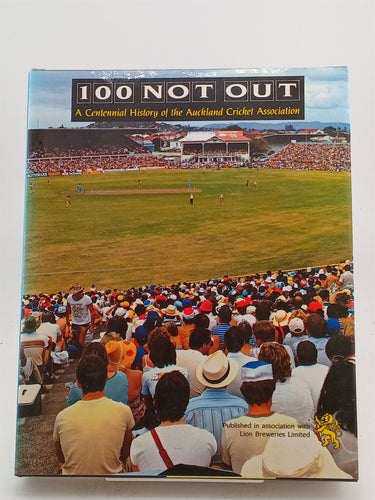 100 NOT OUT
A Centennial History of the Auckland Cricket Association
Published in association with
Lion Breweries Limited